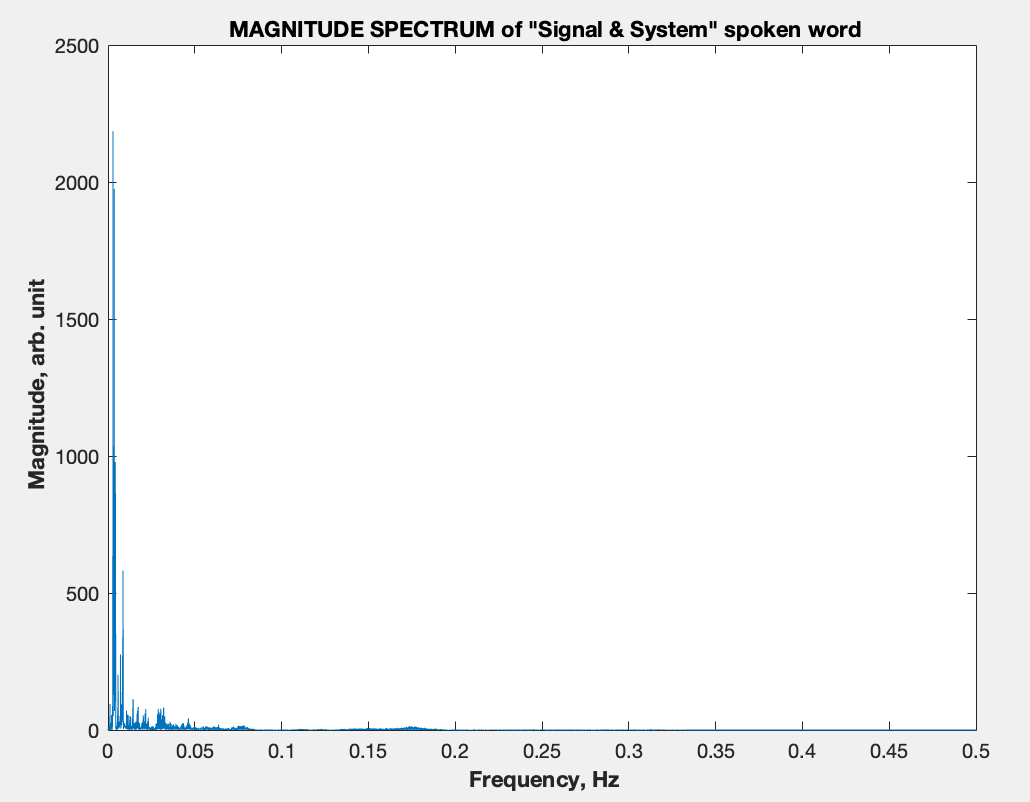 MAGNITUDE SPECTRUM of "Signal & System" spoken word
2500
2000
1500
1000
500
0
Magnitude, arb. unit
0 0.05 0.1 0.15 0.2 0.25 0.3 0.35 0.4 0.45 0.5
Frequency, Hz